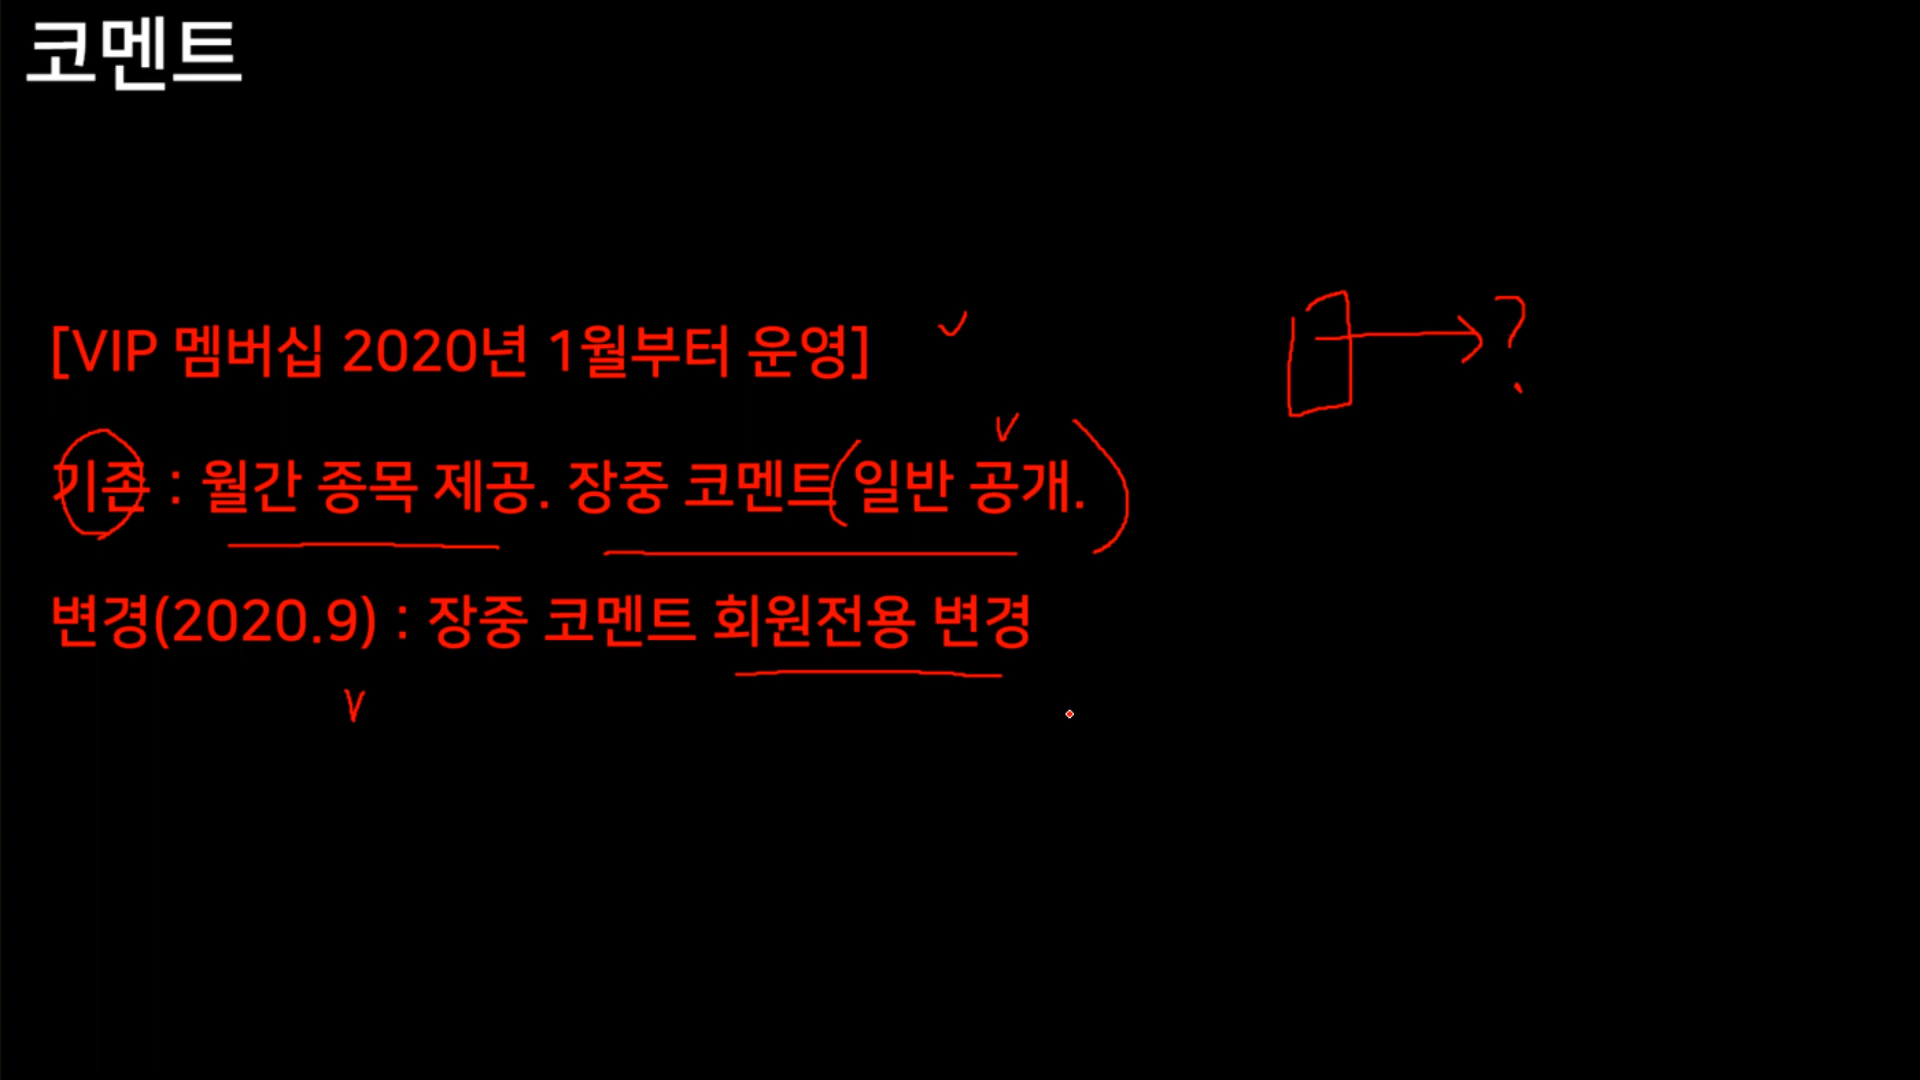 코멘트
[VIP 멤버십 2020년 1월부터 운영]
?
기존 : 월간 종목 제공. 장중 코멘트(일반 공개.)
변경(2020.9) : 장중 코멘트 회원전용 변경